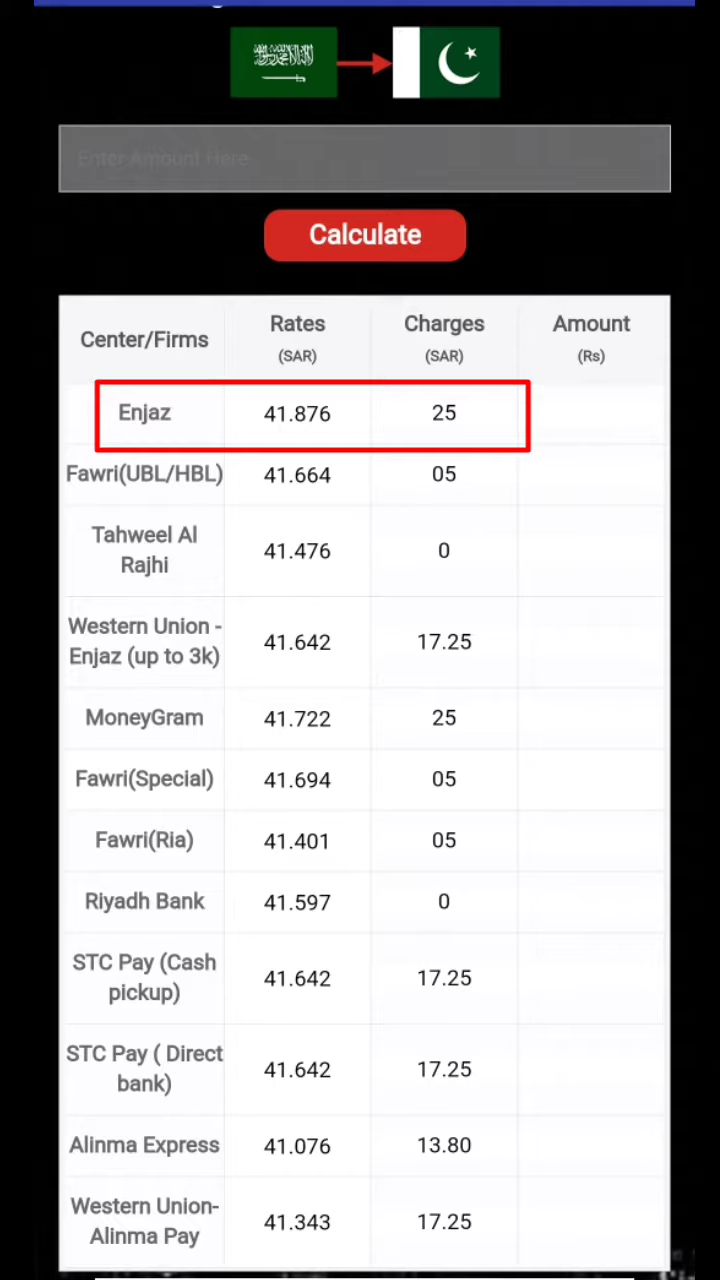 Enter Amount Here
Calculate
Center/Firms Rates (SAR) Charges (SAR) Amount (Rs)
Enjaz 41.876 25
Fawri(UBL/HBL) 41.664 05
Tahweel Al
Rajhi 41.476 0
Western Union -
Enjaz (up to 3k) 41.642 17.25
MoneyGram 41.722 25
Fawri(Special) 41.694 05
Fawri(Ria) 41.401 05
Riyadh Bank 41.597 0
STC Pay (Cash
pickup) 41.642 17.25
STC Pay ( Direct
bank) 41.642 17.25
Alinma Express 41.076 13.80
Western Union-
Alinma Pay 41.343 17.25